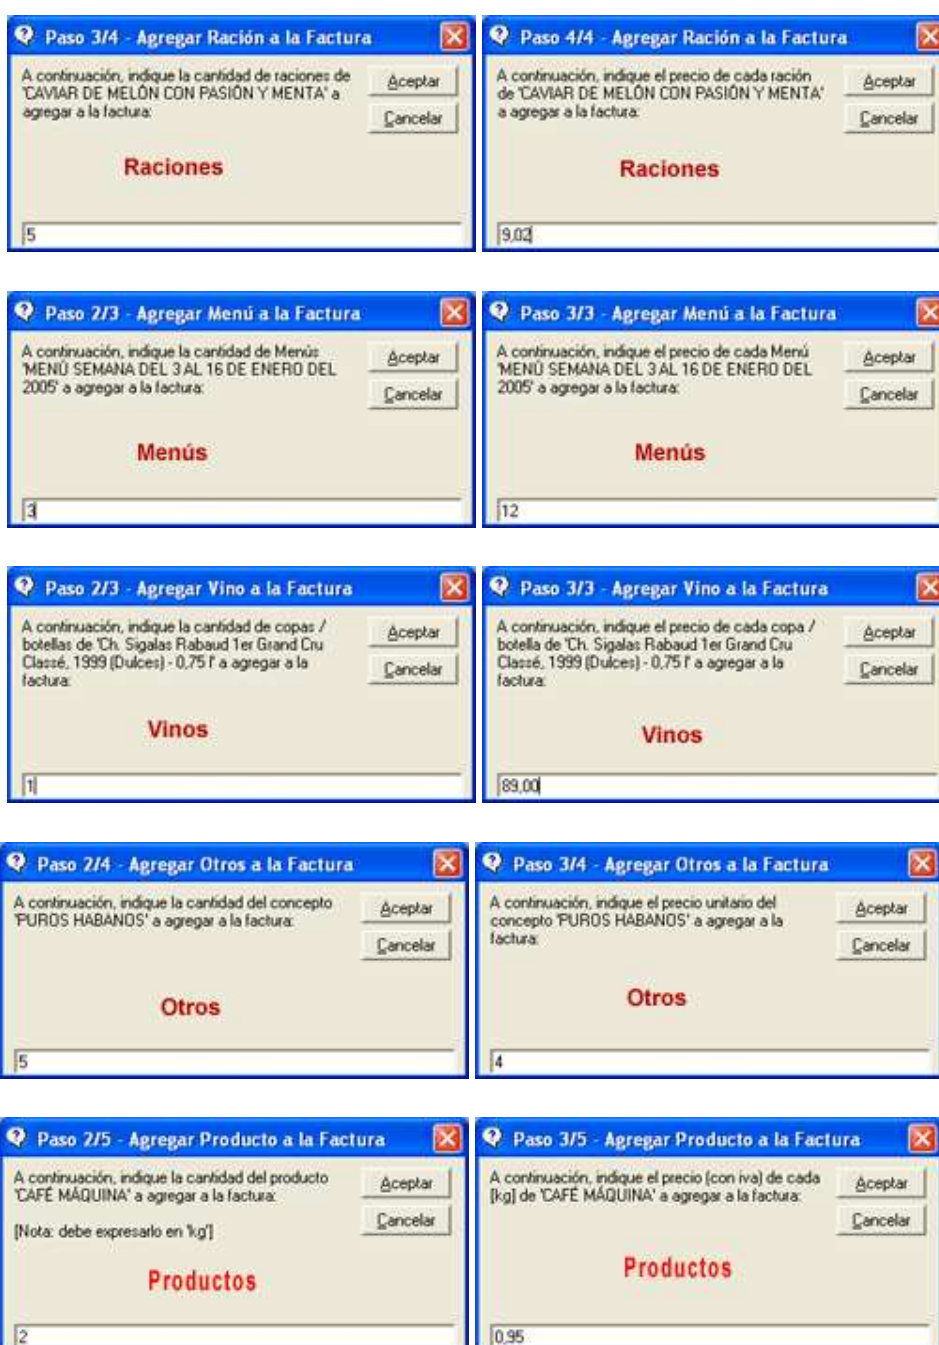 Paso 3/4 - Agregar Ración a la Factura
A continuación, indique la cantidad de raciones de
'CAVIAR DE MELÓN CON PASIÓN Y MENTA' a
agregar a la factura:
Aceptar
Cancelar
Raciones
5
Paso 4/4 - Agregar Ración a la Factura
A continuación, indique el precio de cada ración
de 'CAVIAR DE MELÓN CON PASIÓN Y MENTA'
a agregar a la factura:
Aceptar
Cancelar
Raciones
9,02
Paso 2/3 - Agregar Menú a la Factura
A continuación, indique la cantidad de Menús
'MENÚ SEMANA DEL 3 AL 16 DE ENERO DEL
2005' a agregar a la factura:
Aceptar
Cancelar
Menús
3
Paso 3/3 - Agregar Menú a la Factura
A continuación, indique el precio de cada Menú
'MENÚ SEMANA DEL 3 AL 16 DE ENERO DEL
2005' a agregar a la factura:
Aceptar
Cancelar
Menús
12
Paso 2/3 - Agregar Vino a la Factura
A continuación, indique la cantidad de copas /
botellas de 'Ch. Sigalas Rabaud 1er Grand Cru
Classé, 1999 (Dulces) - 0,75 l' a agregar a la
factura:
Aceptar
Cancelar
Vinos
1
Paso 3/3 - Agregar Vino a la Factura
A continuación, indique el precio de cada copa /
botella de 'Ch. Sigalas Rabaud 1er Grand Cru
Classé, 1999 (Dulces) - 0,75 l' a agregar a la
factura:
Aceptar
Cancelar
Vinos
89,00
Paso 2/4 - Agregar Otros a la Factura
A continuación, indique la cantidad del concepto
'PUROS HABANOS' a agregar a la factura:
Aceptar
Cancelar
Otros
5
Paso 3/4 - Agregar Otros a la Factura
A continuación, indique el precio unitario del
concepto 'PUROS HABANOS' a agregar a la
factura:
Aceptar
Cancelar
Otros
4
Paso 2/5 - Agregar Producto a la Factura
A continuación, indique la cantidad del producto
'CAFÉ MÁQUINA' a agregar a la factura:
[Nota: debe expresarlo en 'kg']
Aceptar
Cancelar
Productos
2
Paso 3/5 - Agregar Producto a la Factura
A continuación, indique el precio (con iva) de cada
[kg] de 'CAFÉ MÁQUINA' a agregar a la factura:
Aceptar
Cancelar
Productos
0,95